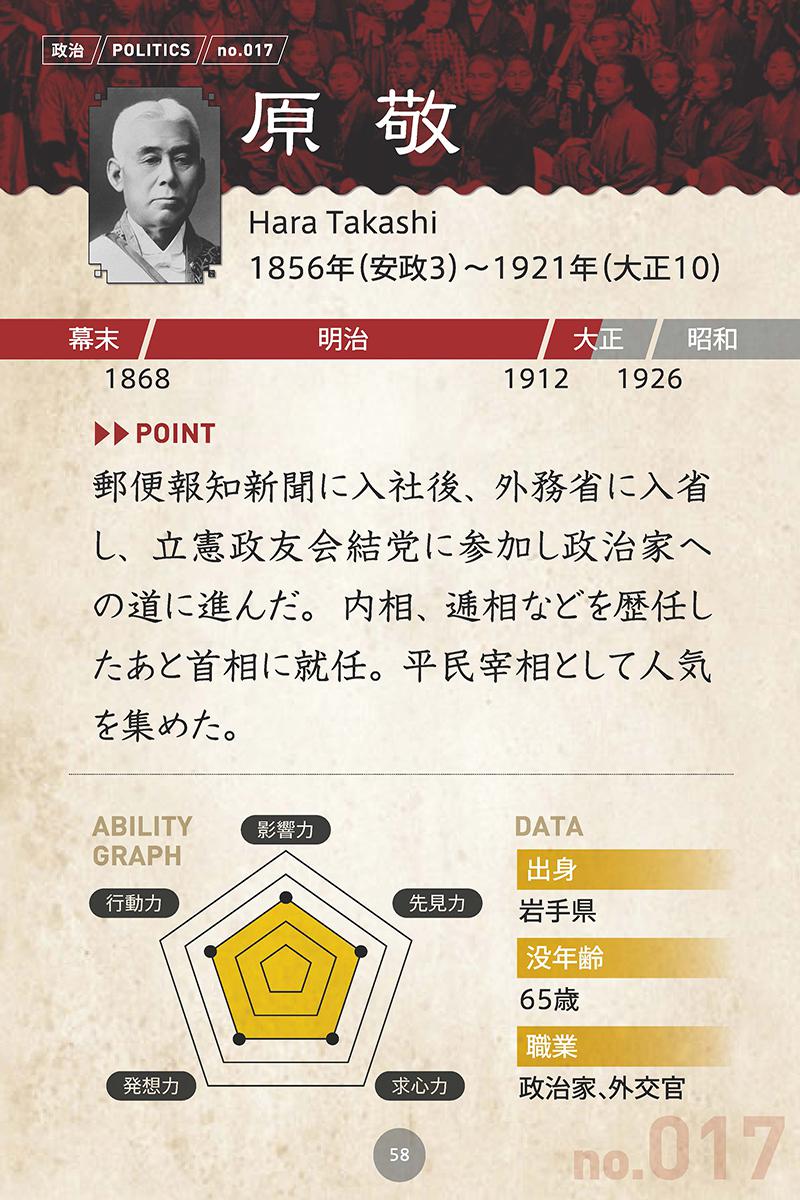 政治 POLITICS no.017
原 敬
Hara Takashi
1856年(安政3)〜1921年(大正10)
幕末 明治 大正 昭和
1868 1912 1926
POINT
郵便報知新聞に入社後、外務省に入省
し、立憲政友会結党に参加し政治家へ
の道に進んだ。内相、逓相などを歴任し
たあと首相に就任。平民宰相として人気
を集めた。
ABILITY
GRAPH
影響力
行動力
先見力
発想力
求心力
DATA
出身
岩手県
没年齢
65歳
職業
政治家、外交官
58
no.017